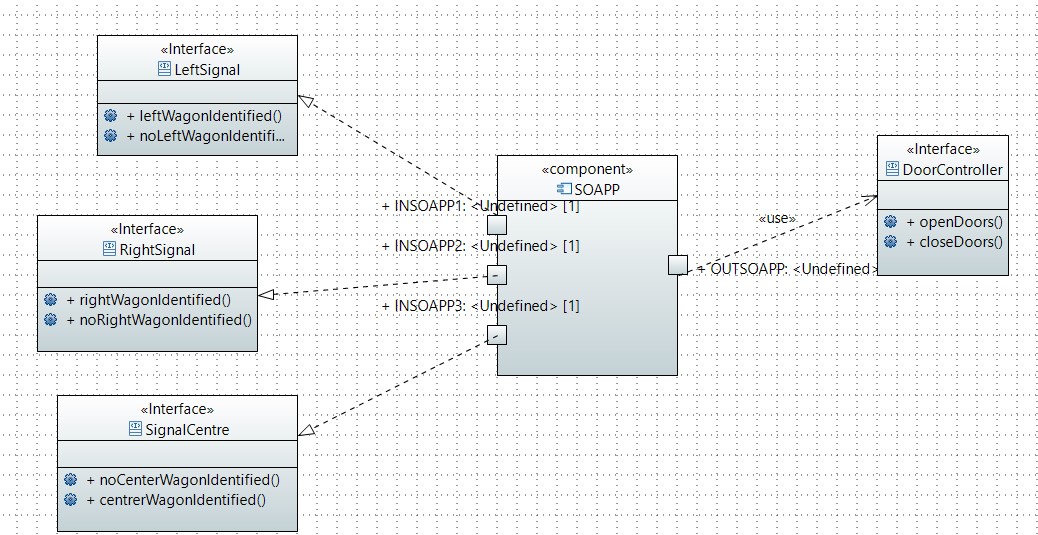 «Interface»
LeftSignal
+ leftWagonIdentified()
+ noLeftWagonIdentifi...
«Interface»
RightSignal
+ rightWagonIdentified()
+ noRightWagonIdentified()
«Interface»
SignalCentre
+ noCenterWagonIdentified()
+ centrerWagonIdentified()
«component»
SOAPP
+ INSOAPP1: <Undefined> [1]
+ INSOAPP2: <Undefined> [1]
+ INSOAPP3: <Undefined> [1]
+ OUTSOAPP: <Undefined>
«use»
«Interface»
DoorController
+ openDoors()
+ closeDoors()